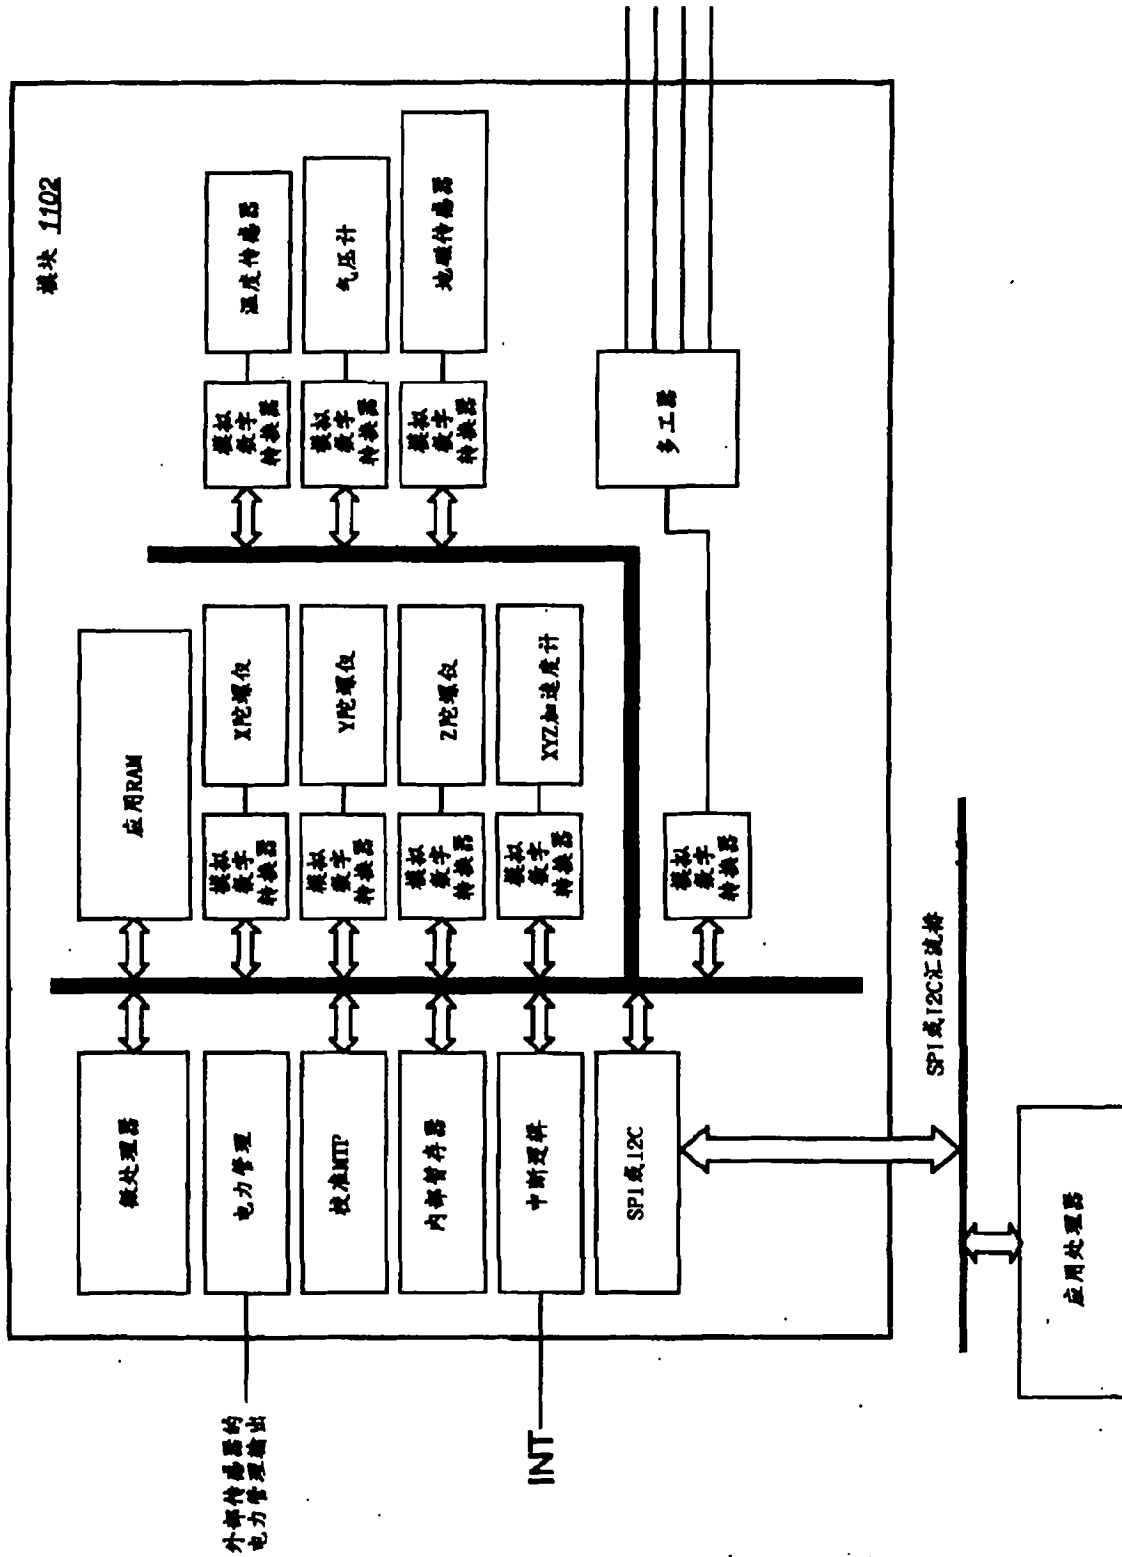 模块 1102
微处理器
电力管理
校准MTP
内部暂存器
中断逻辑
SPI或I2C
应用RAM
模拟
数字
转换器
X陀螺仪
模拟
数字
转换器
Y陀螺仪
模拟
数字
转换器
Z陀螺仪
模拟
数字
转换器
XYZ加速度计
模拟
数字
转换器
模拟
数字
转换器
温度传感器
模拟
数字
转换器
气压计
模拟
数字
转换器
地磁传感器
多工器
外部传感器的
电力管理输出
INT
SPI或I2C汇流排
应用处理器